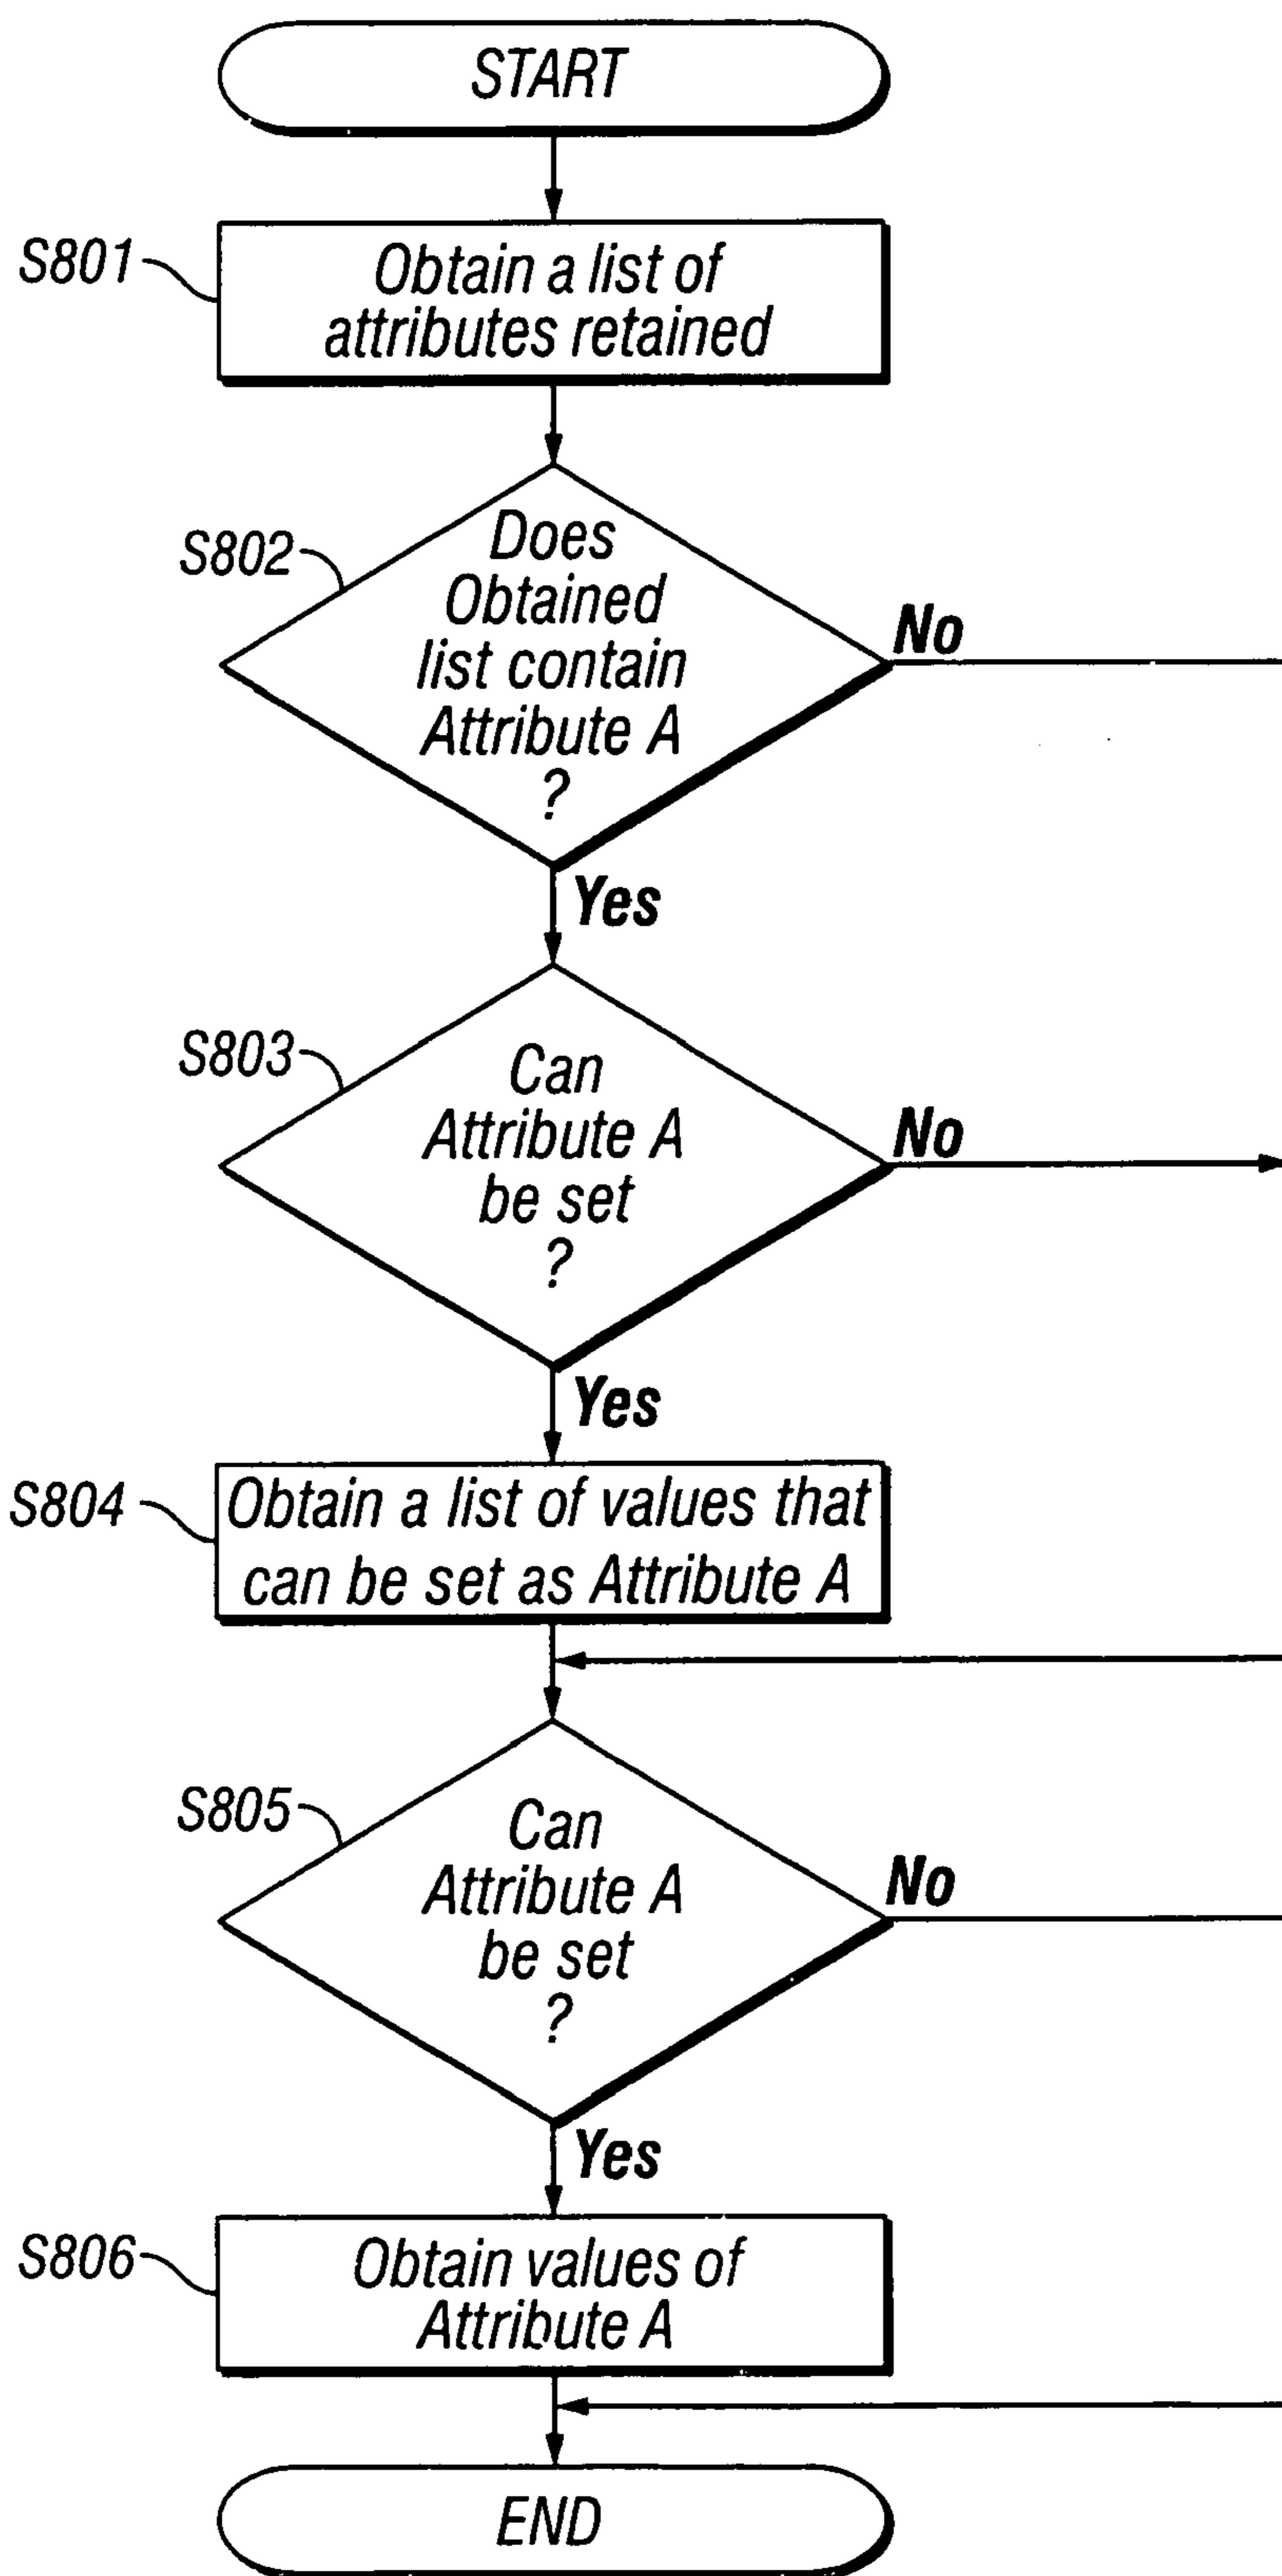 START
S801
Obtain a list of
attributes retained
S802
Does
Obtained
list contain
Attribute A
?
No
Yes
S803
Can
Attribute A
be set
?
No
Yes
S804
Obtain a list of values that
can be set as Attribute A
S805
Can
Attribute A
be set
?
No
Yes
S806
Obtain values of
Attribute A
END